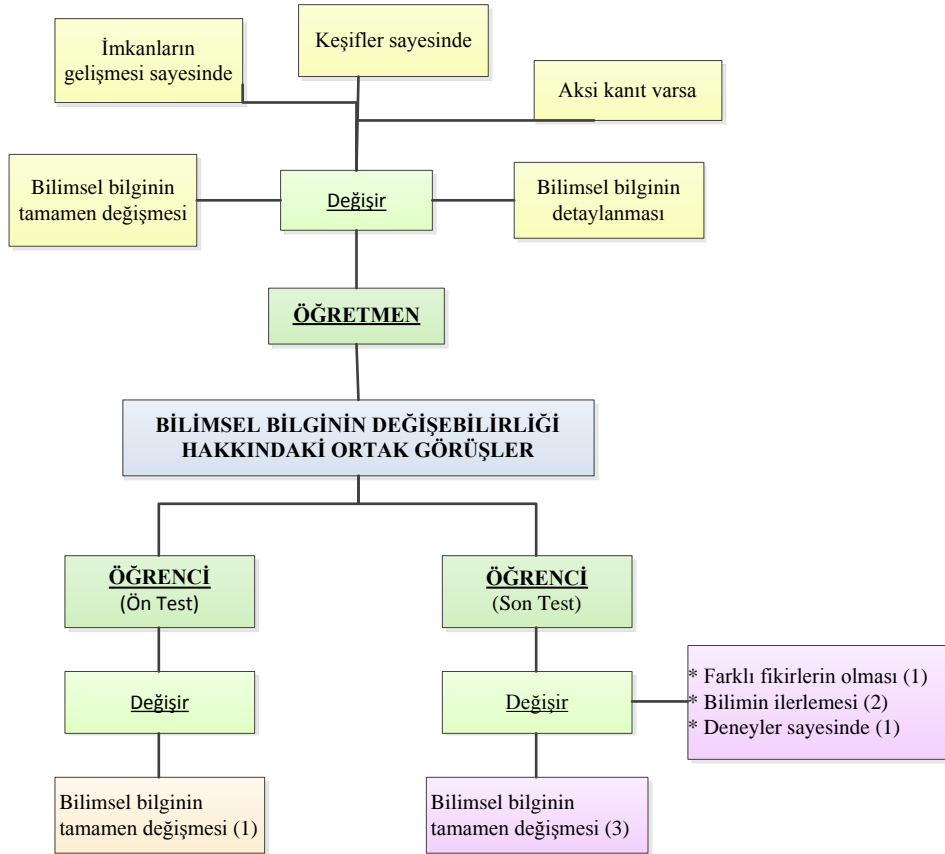 Keşifler sayesinde
İmkanların
gelişmesi sayesinde
Aksi kanıt varsa
Bilimsel bilginin
tamamen değişmesi
Değişir
Bilimsel bilginin
detaylanması
ÖĞRETMEN
BİLİMSEL BİLGİNİN DEĞİŞEBİLİRLİĞİ
HAKKINDAKİ ORTAK GÖRÜŞLER
ÖĞRENCİ
(Ön Test)
ÖĞRENCİ
(Son Test)
Değişir
Değişir
* Farklı fikirlerin olması (1)
* Bilimin ilerlemesi (2)
* Deneyler sayesinde (1)
Bilimsel bilginin
tamamen değişmesi (1)
Bilimsel bilginin
tamamen değişmesi (3)